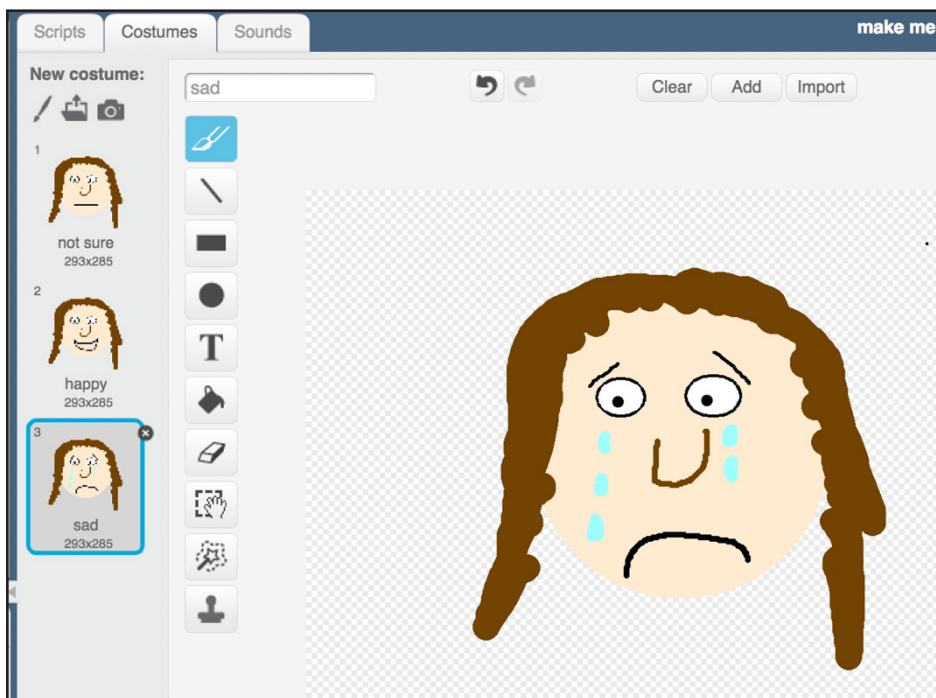 Scripts
Costumes
Sounds
make me
New costume:
sad
Clear
Add
Import
1
not sure
293x285
T
2
happy
293x285
3
sad
293x285